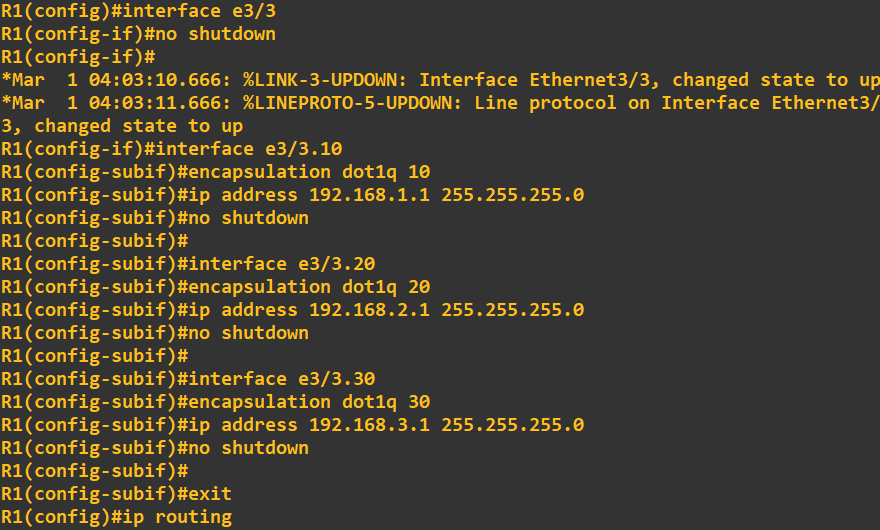 R1(config)#interface e3/3
R1(config-if)#no shutdown
R1(config-if)#
*Mar  1 04:03:10.666: %LINK-3-UPDOWN: Interface Ethernet3/3, changed state to up
*Mar  1 04:03:11.666: %LINEPROTO-5-UPDOWN: Line protocol on Interface Ethernet3/
3, changed state to up
R1(config-if)#interface e3/3.10
R1(config-subif)#encapsulation dot1q 10
R1(config-subif)#ip address 192.168.1.1 255.255.255.0
R1(config-subif)#no shutdown
R1(config-subif)#
R1(config-subif)#interface e3/3.20
R1(config-subif)#encapsulation dot1q 20
R1(config-subif)#ip address 192.168.2.1 255.255.255.0
R1(config-subif)#no shutdown
R1(config-subif)#
R1(config-subif)#interface e3/3.30
R1(config-subif)#encapsulation dot1q 30
R1(config-subif)#ip address 192.168.3.1 255.255.255.0
R1(config-subif)#no shutdown
R1(config-subif)#
R1(config-subif)#exit
R1(config)#ip routing